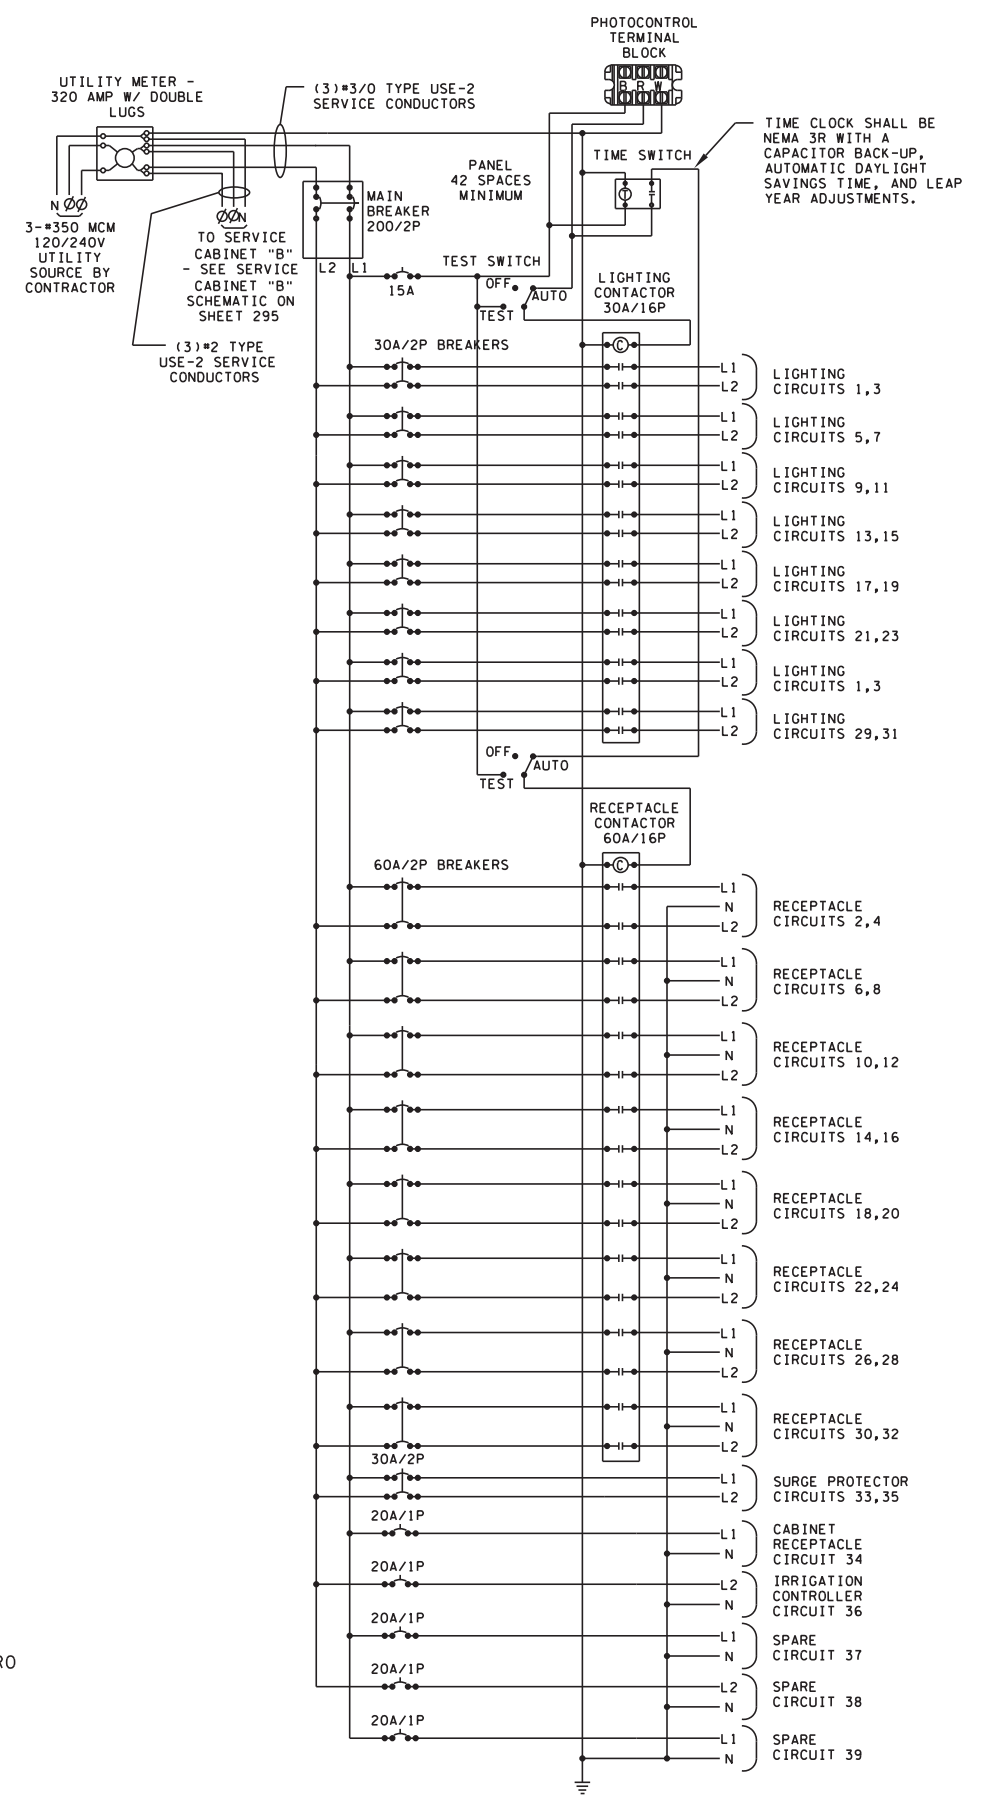 PHOTOCONTROL
TERMINAL
BLOCK
B R W
UTILITY METER -
320 AMP W/ DOUBLE
LUGS
(3)#3/0 TYPE USE-2
SERVICE CONDUCTORS
TIME CLOCK SHALL BE
NEMA 3R WITH A
CAPACITOR BACK-UP,
AUTOMATIC DAYLIGHT
SAVINGS TIME, AND LEAP
YEAR ADJUSTMENTS.
TIME SWITCH
T
PANEL
42 SPACES
MINIMUM
MAIN
BREAKER
200/2P
N ØØ
3-#350 MCM
120/240V
UTILITY
SOURCE BY
CONTRACTOR
ØØN
TO SERVICE
CABINET "B"
- SEE SERVICE
CABINET "B"
SCHEMATIC ON
SHEET 295
(3)#2 TYPE
USE-2 SERVICE
CONDUCTORS
L2 L1
15A
TEST SWITCH
OFF
AUTO
TEST
LIGHTING
CONTACTOR
30A/16P
C
30A/2P BREAKERS
L1
L2
LIGHTING
CIRCUITS 1,3
L1
L2
LIGHTING
CIRCUITS 5,7
L1
L2
LIGHTING
CIRCUITS 9,11
L1
L2
LIGHTING
CIRCUITS 13,15
L1
L2
LIGHTING
CIRCUITS 17,19
L1
L2
LIGHTING
CIRCUITS 21,23
L1
L2
LIGHTING
CIRCUITS 1,3
L1
L2
LIGHTING
CIRCUITS 29,31
OFF
AUTO
TEST
RECEPTACLE
CONTACTOR
60A/16P
C
60A/2P BREAKERS
L1
N
L2
RECEPTACLE
CIRCUITS 2,4
L1
N
L2
RECEPTACLE
CIRCUITS 6,8
L1
N
L2
RECEPTACLE
CIRCUITS 10,12
L1
N
L2
RECEPTACLE
CIRCUITS 14,16
L1
N
L2
RECEPTACLE
CIRCUITS 18,20
L1
N
L2
RECEPTACLE
CIRCUITS 22,24
L1
N
L2
RECEPTACLE
CIRCUITS 26,28
L1
N
L2
RECEPTACLE
CIRCUITS 30,32
30A/2P
L1
L2
SURGE PROTECTOR
CIRCUITS 33,35
20A/1P
L1
N
CABINET
RECEPTACLE
CIRCUIT 34
20A/1P
L2
N
IRRIGATION
CONTROLLER
CIRCUIT 36
20A/1P
L1
N
SPARE
CIRCUIT 37
RO
20A/1P
L2
N
SPARE
CIRCUIT 38
20A/1P
L1
N
SPARE
CIRCUIT 39